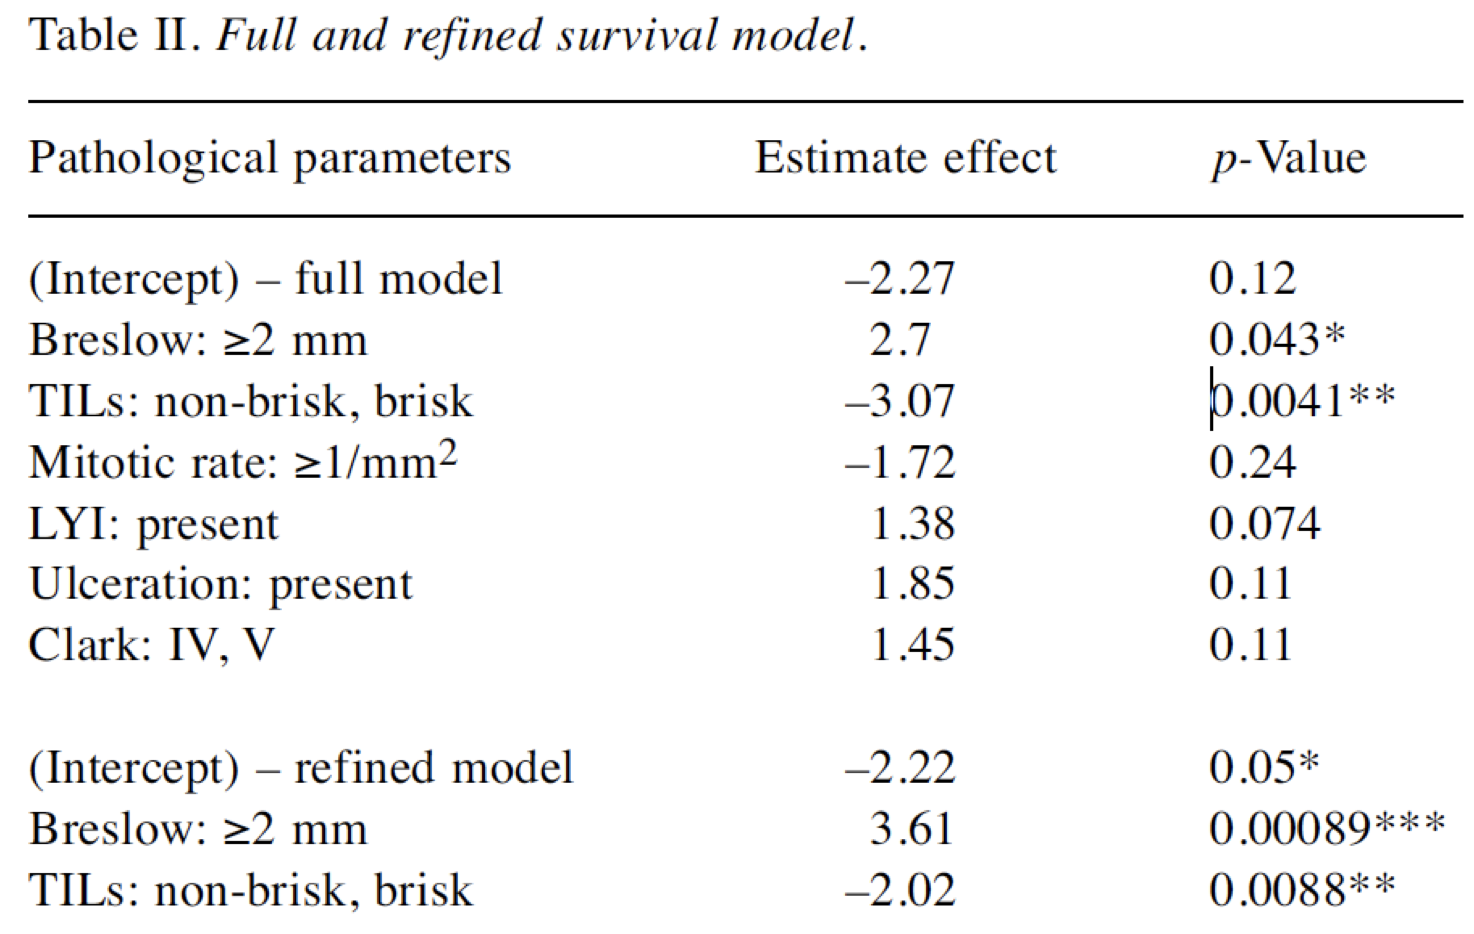 Table II. Full and refined survival model.
Pathological parameters Estimate effect p-Value
(Intercept) – full model –2.27 0.12
Breslow: ≥2 mm 2.7 0.043*
TILs: non-brisk, brisk –3.07 0.0041**
Mitotic rate: ≥1/mm² –1.72 0.24
LYI: present 1.38 0.074
Ulceration: present 1.85 0.11
Clark: IV, V 1.45 0.11
(Intercept) – refined model –2.22 0.05*
Breslow: ≥2 mm 3.61 0.00089***
TILs: non-brisk, brisk –2.02 0.0088**